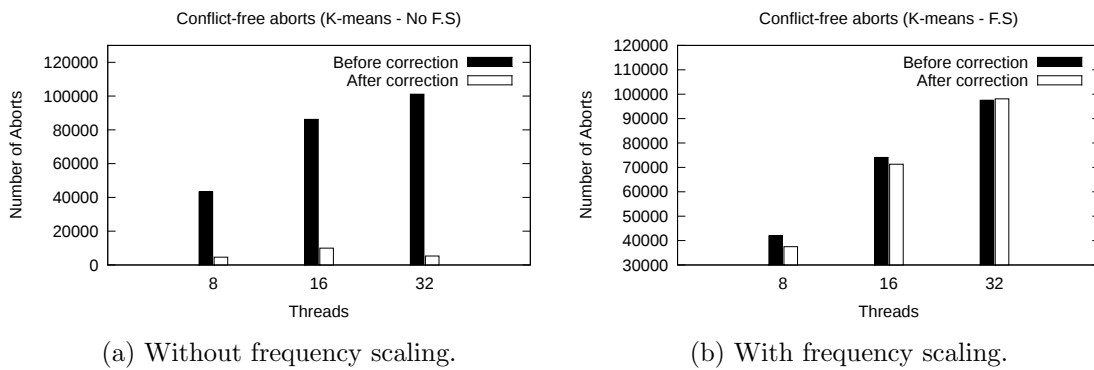 Conflict-free aborts (K-means - No F.S)
Number of Aborts
120000
100000
80000
60000
40000
20000
0
Before correction
After correction
8 16 32
Threads
(a) Without frequency scaling.
Conflict-free aborts (K-means - F.S)
Number of Aborts
120000
110000
100000
90000
80000
70000
60000
50000
40000
30000
Before correction
After correction
8 16 32
Threads
(b) With frequency scaling.